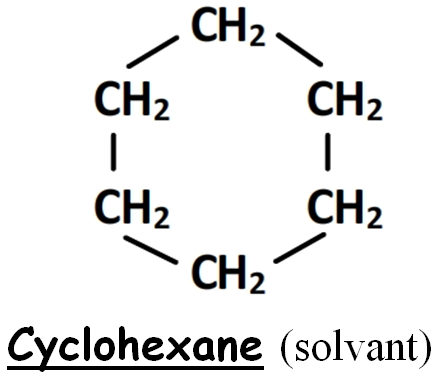 CH₂
CH₂ CH₂
CH₂ CH₂
CH₂
Cyclohexane (solvant)